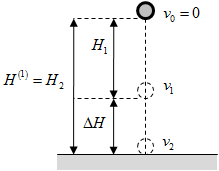 v₀ = 0
H₁
H⁽¹⁾ = H₂
v₁
ΔH
v₂